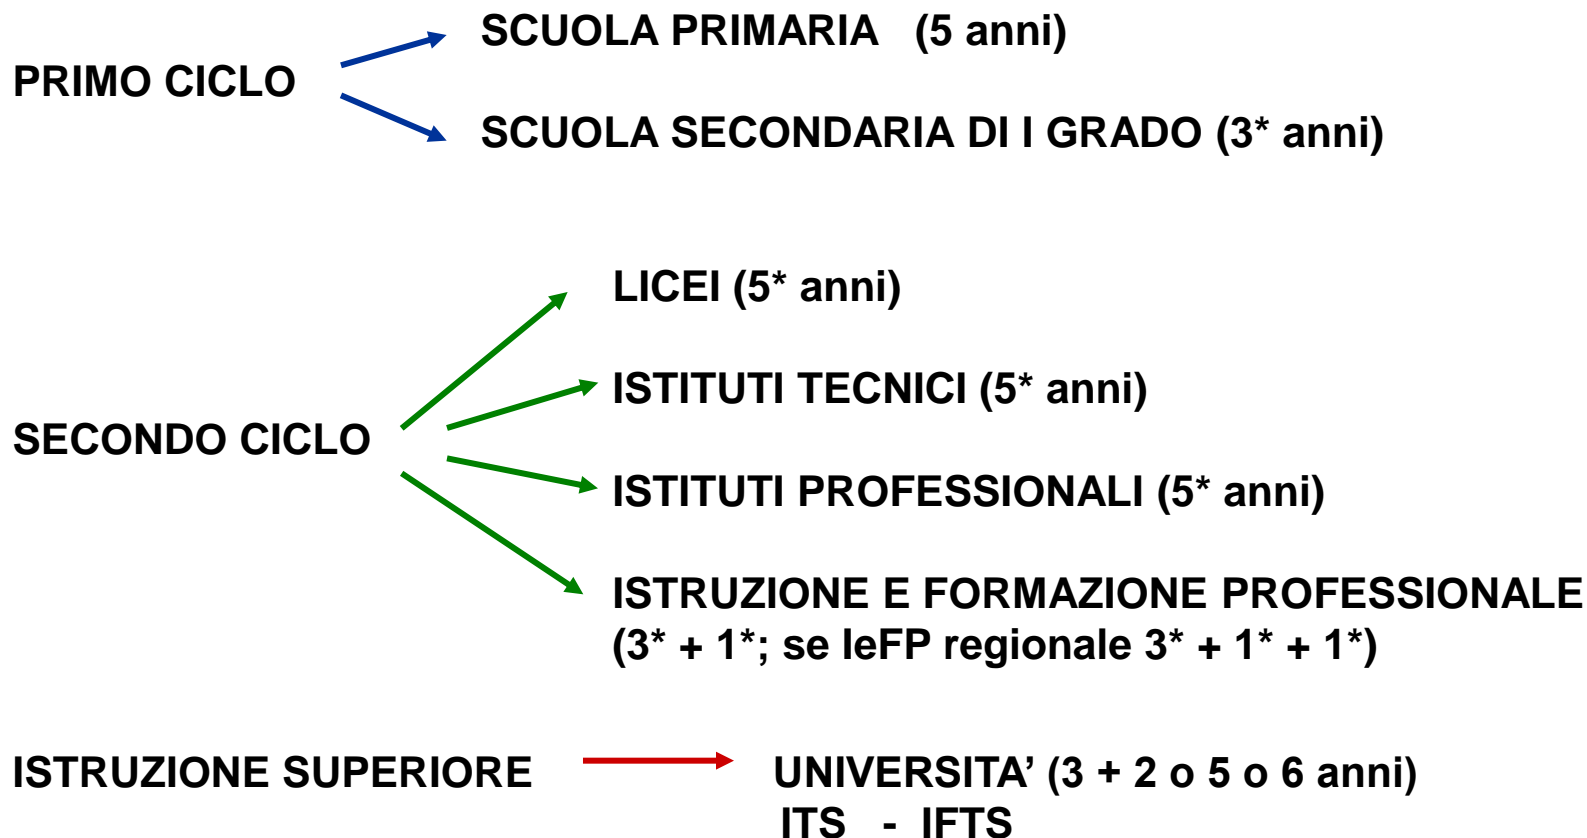 PRIMO CICLO
SCUOLA PRIMARIA (5 anni)
SCUOLA SECONDARIA DI I GRADO (3* anni)
SECONDO CICLO
LICEI (5* anni)
ISTITUTI TECNICI (5* anni)
ISTITUTI PROFESSIONALI (5* anni)
ISTRUZIONE E FORMAZIONE PROFESSIONALE
(3* + 1*; se IeFP regionale 3* + 1* + 1*)
ISTRUZIONE SUPERIORE
UNIVERSITA’ (3 + 2 o 5 o 6 anni)
ITS - IFTS